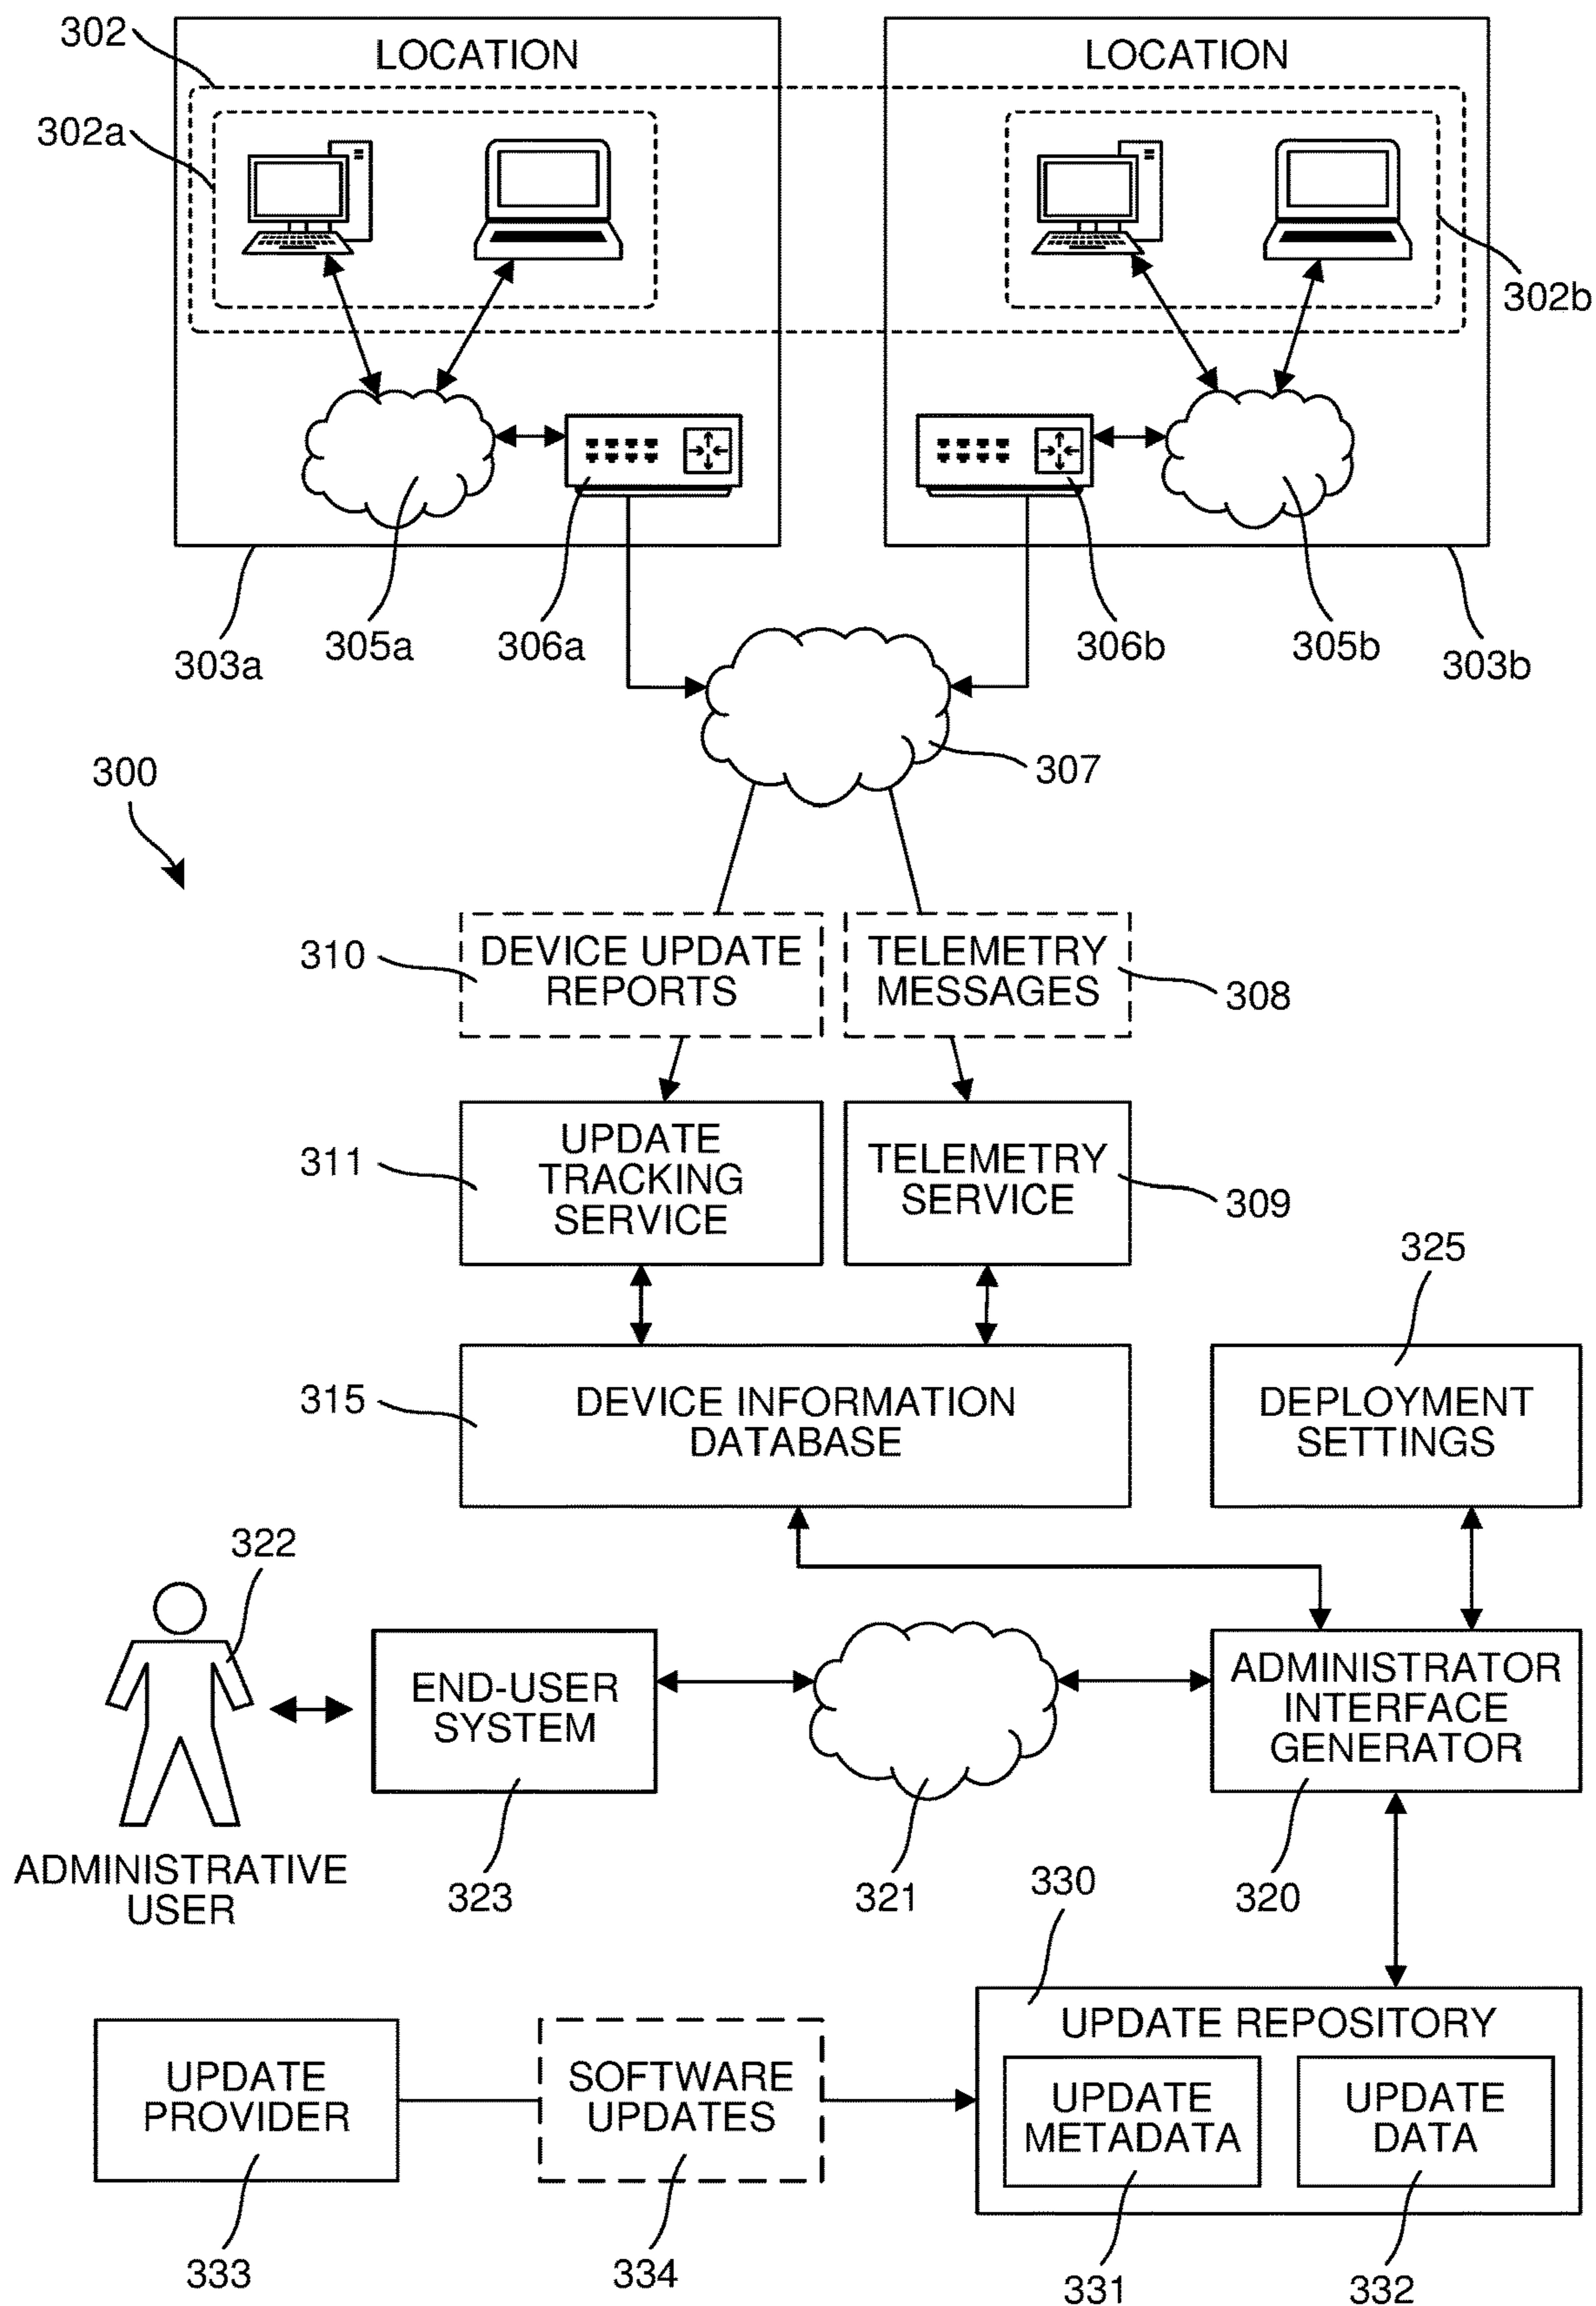 302
LOCATION
LOCATION
302a
302b
303a
305a
306a
306b
305b
303b
307
300
310
DEVICE UPDATE
REPORTS
TELEMETRY
MESSAGES
308
311
UPDATE
TRACKING
SERVICE
TELEMETRY
SERVICE
309
325
315
DEVICE INFORMATION
DATABASE
DEPLOYMENT
SETTINGS
322
END-USER
SYSTEM
ADMINISTRATOR
INTERFACE
GENERATOR
ADMINISTRATIVE
USER
323
321
330
320
UPDATE REPOSITORY
UPDATE
PROVIDER
SOFTWARE
UPDATES
UPDATE
METADATA
UPDATE
DATA
333
334
331
332